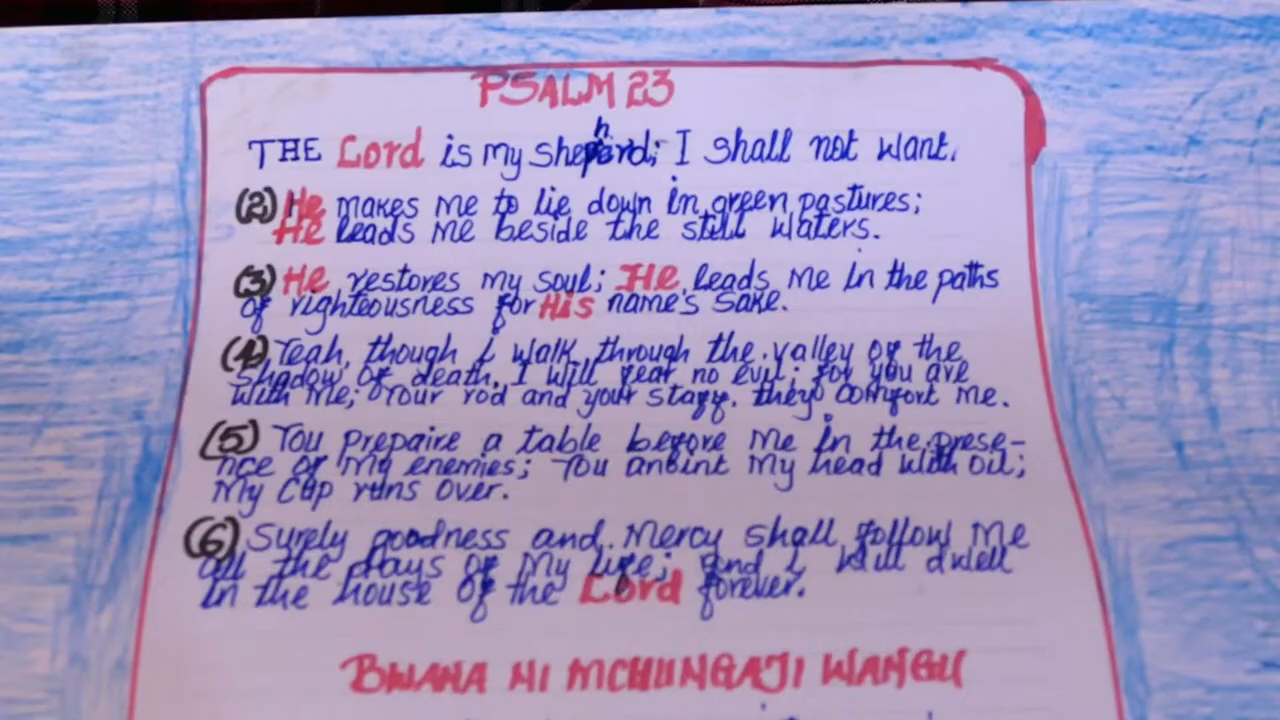 PSALM 23
THE Lord is my shepherd; I shall not want.
(2) He makes me to lie down in green pastures;
He leads me beside the still waters.
(3) He restores my soul; He leads me in the paths
of righteousness for His name's sake.
(4) Yeah, though i walk through the valley of the
shadow of death, I will fear no evil; for you are
with me; Your rod and your staff. they comfort me.
(5) You prepaire a table before me in the prese-
nce of my enemies; You anoint my head with oil;
My cup runs over.
(6) Surely goodness and Mercy shall follow me
all the days of my life; and i will dwell
in the house of the Lord forever.
BWANA NI MCHUNGAJI WANGU